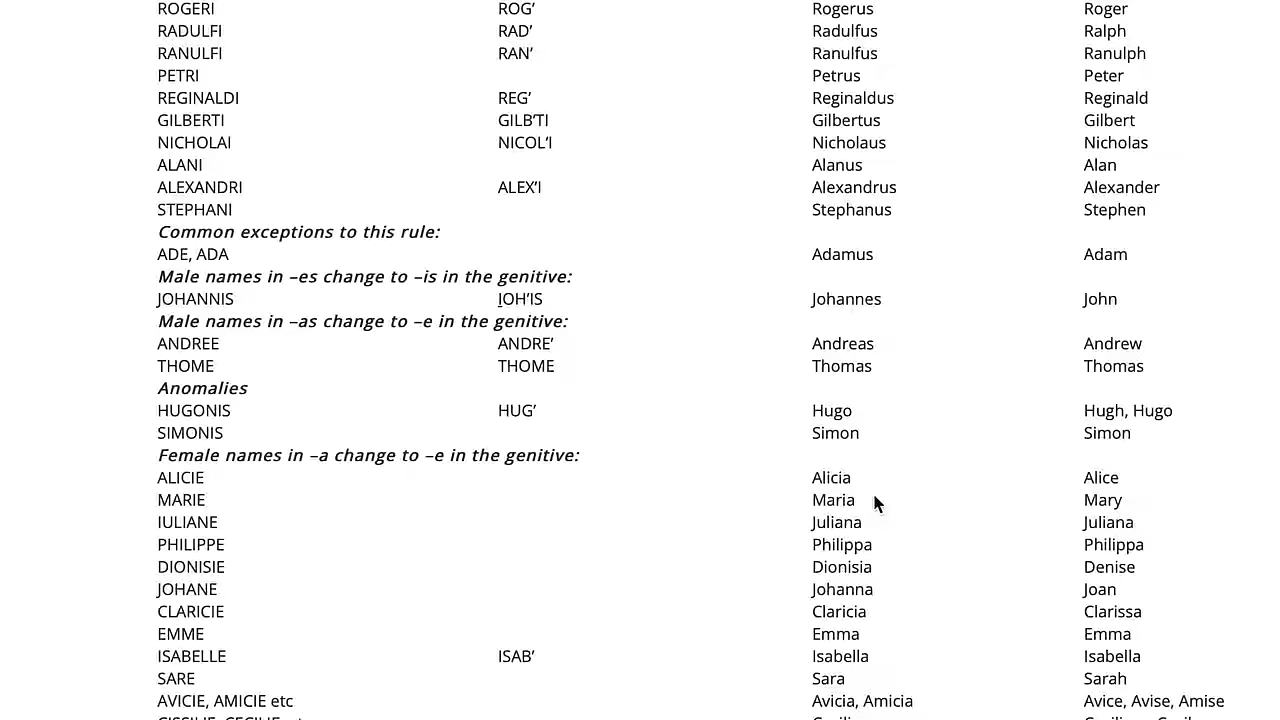 ROGERI ROG’ Rogerus Roger
RADULFI RAD’ Radulfus Ralph
RANULFI RAN’ Ranulfus Ranulph
PETRI Petrus Peter
REGINALDI REG’ Reginaldus Reginald
GILBERTI GILB’TI Gilbertus Gilbert
NICHOLAI NICOL’I Nicholaus Nicholas
ALANI Alanus Alan
ALEXANDRI ALEX’I Alexandrus Alexander
STEPHANI Stephanus Stephen
Common exceptions to this rule:
ADE, ADA Adamus Adam
Male names in –es change to –is in the genitive:
JOHANNIS IOH’IS Johannes John
Male names in –as change to –e in the genitive:
ANDREE ANDRE’ Andreas Andrew
THOME THOME Thomas Thomas
Anomalies
HUGONIS HUG’ Hugo Hugh, Hugo
SIMONIS Simon Simon
Female names in –a change to –e in the genitive:
ALICIE Alicia Alice
MARIE Maria Mary
IULIANE Juliana Juliana
PHILIPPE Philippa Philippa
DIONISIE Dionisia Denise
JOHANE Johanna Joan
CLARICIE Claricia Clarissa
EMME Emma Emma
ISABELLE ISAB’ Isabella Isabella
SARE Sara Sarah
AVICIE, AMICIE etc Avicia, Amicia Avice, Avise, Amise